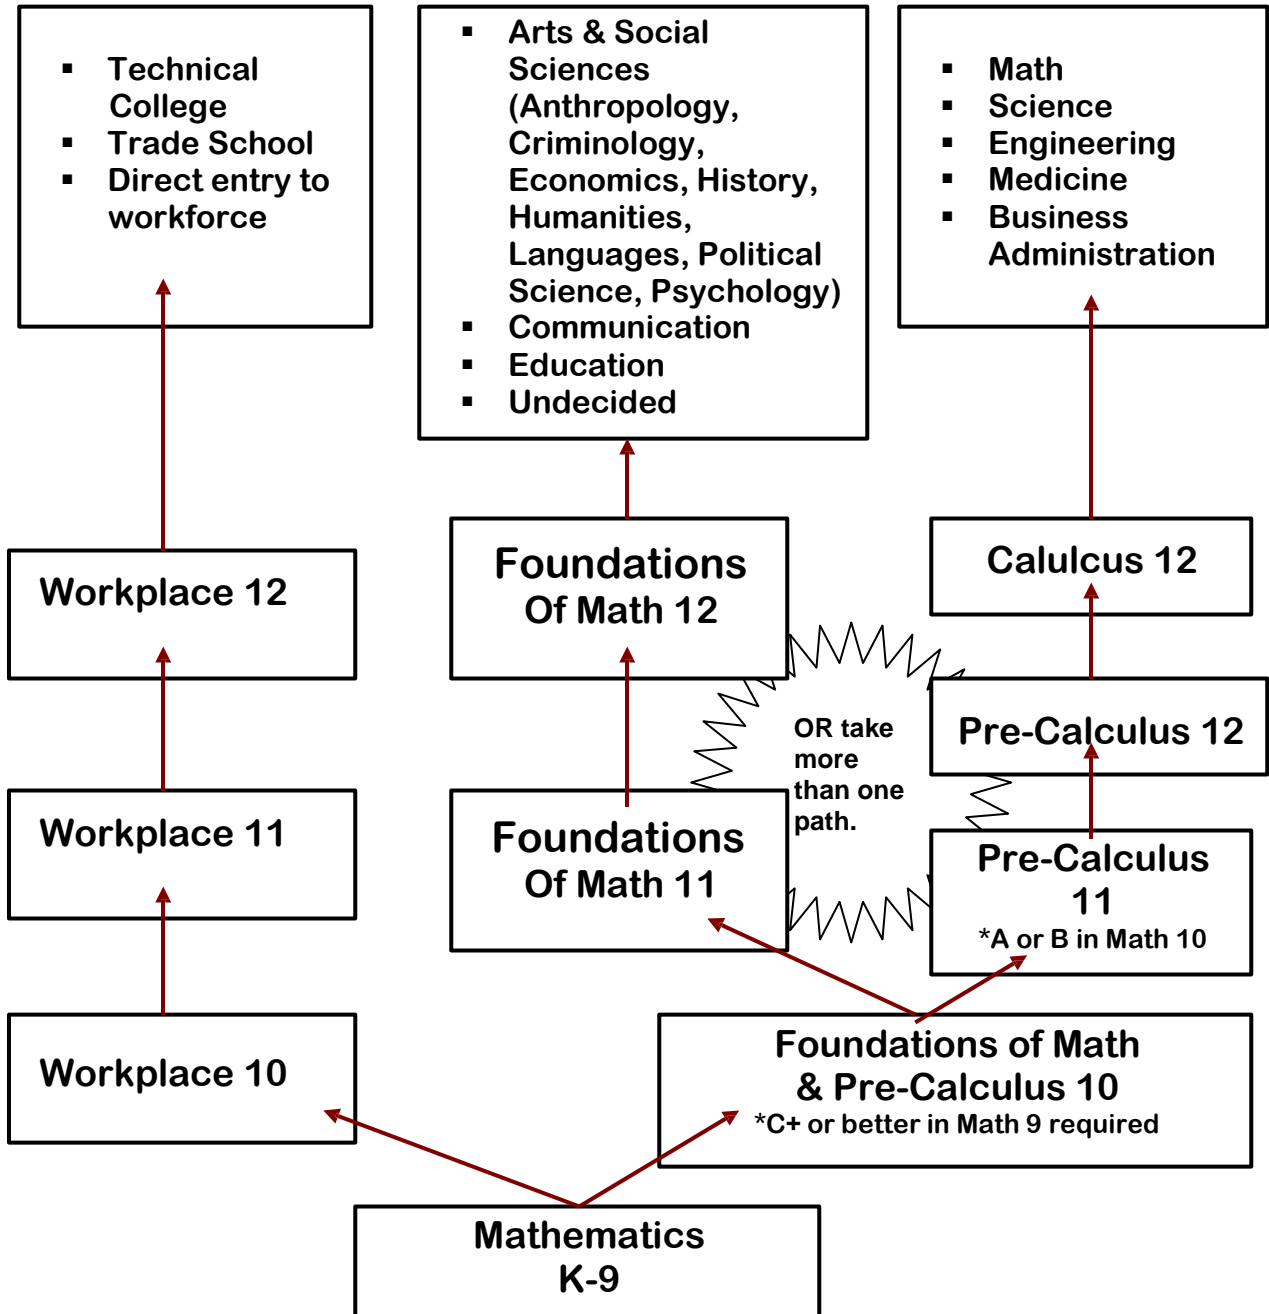 ▪ Technical
College
▪ Trade School
▪ Direct entry to
workforce
▪ Arts & Social
Sciences
(Anthropology,
Criminology,
Economics, History,
Humanities,
Languages, Political
Science, Psychology)
▪ Communication
▪ Education
▪ Undecided
▪ Math
▪ Science
▪ Engineering
▪ Medicine
▪ Business
Administration
Workplace 12
Foundations
Of Math 12
Calulcus 12
Pre-Calculus 12
OR take
more
than one
path.
Workplace 11
Foundations
Of Math 11
Pre-Calculus
11
*A or B in Math 10
Workplace 10
Foundations of Math
& Pre-Calculus 10
*C+ or better in Math 9 required
Mathematics
K-9